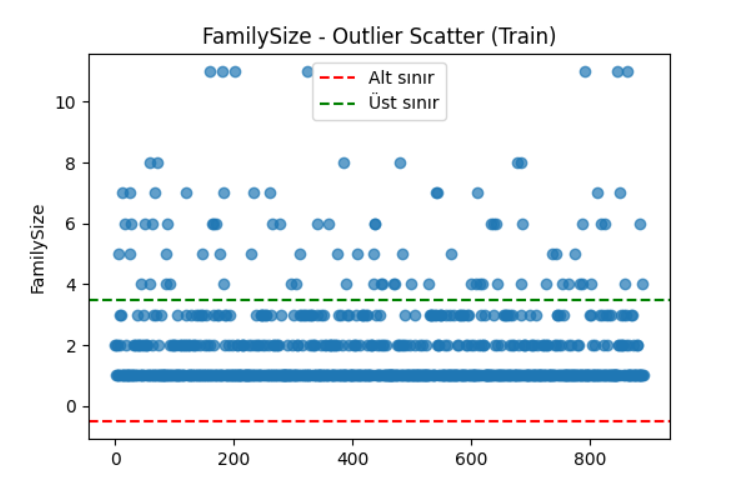 FamilySize - Outlier Scatter (Train)
Alt sınır
Üst sınır
FamilySize
10
8
6
4
2
0
0 200 400 600 800